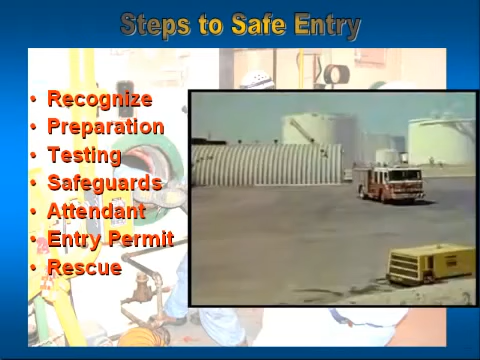 Steps to Safe Entry
• Recognize
• Preparation
• Testing
• Safeguards
• Attendant
• Entry Permit
• Rescue